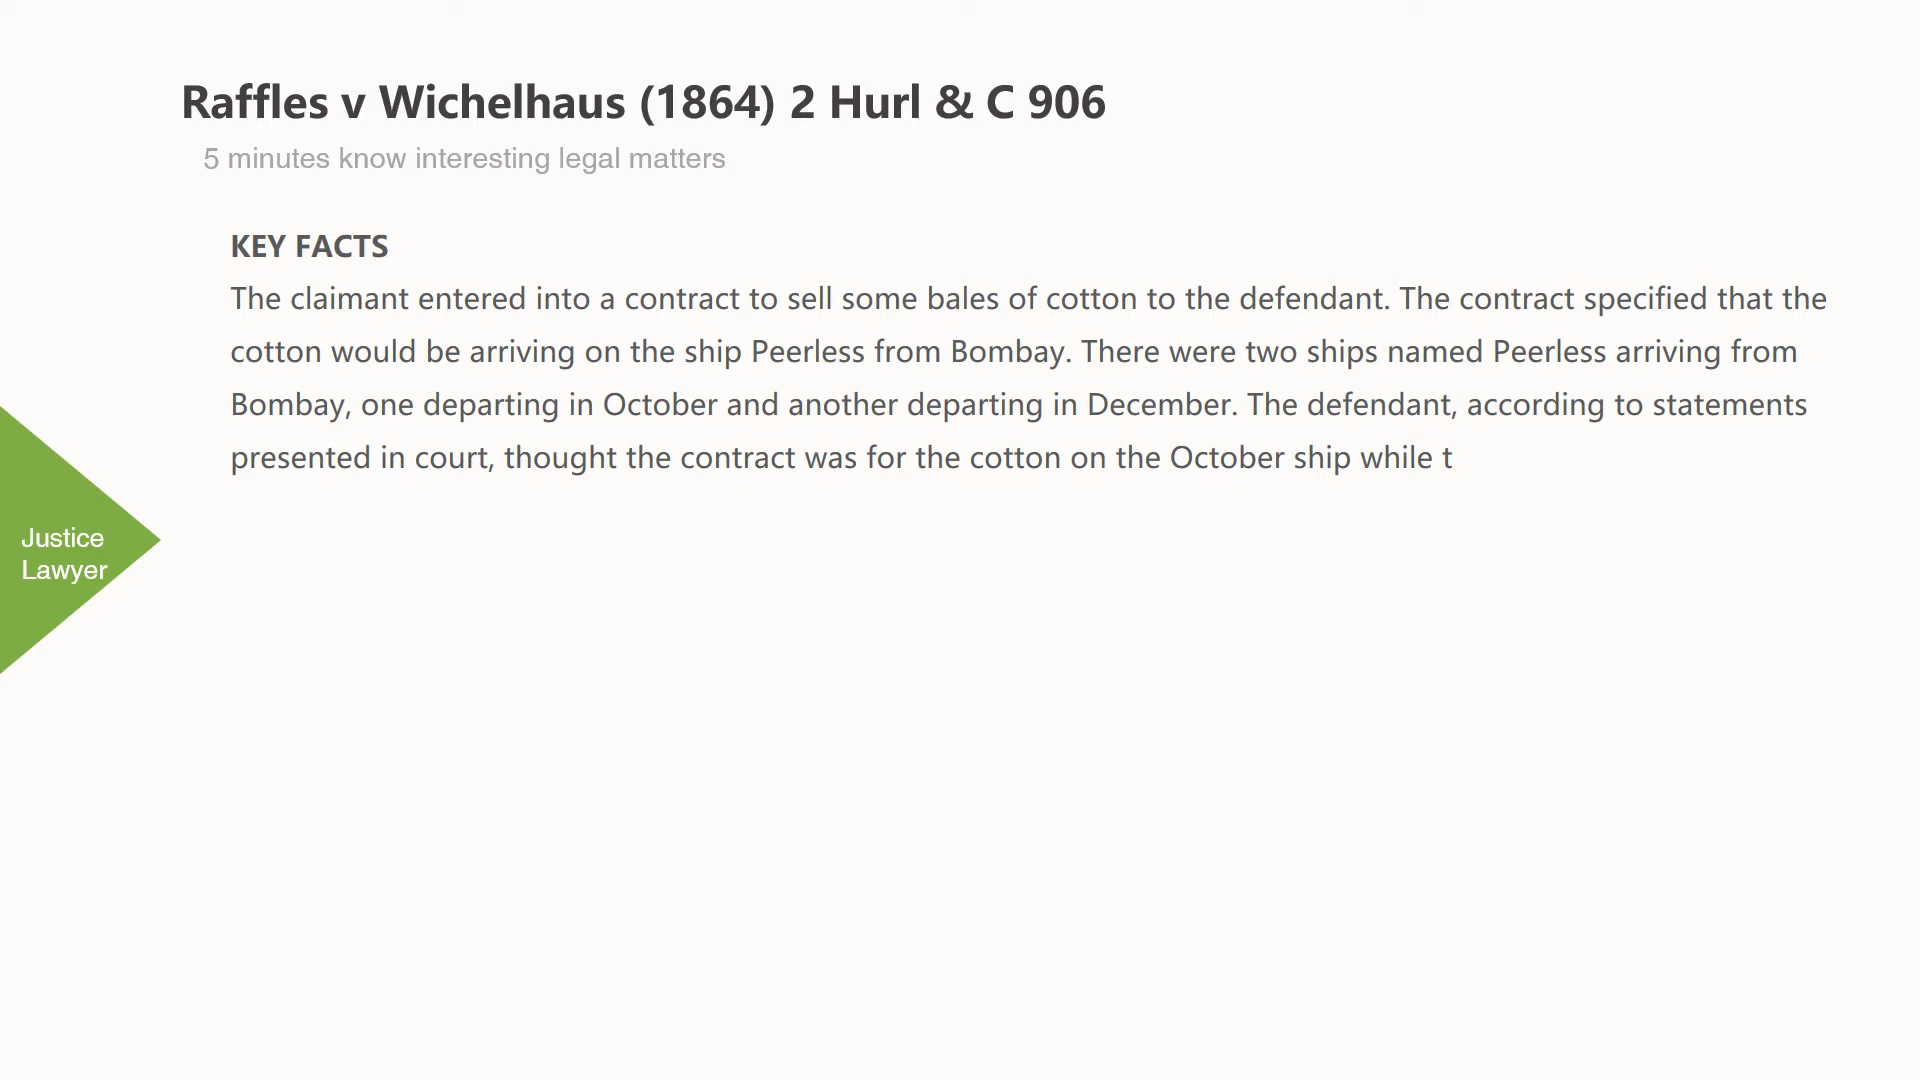 Raffles v Wichelhaus (1864) 2 Hurl & C 906
5 minutes know interesting legal matters
KEY FACTS
The claimant entered into a contract to sell some bales of cotton to the defendant. The contract specified that the
cotton would be arriving on the ship Peerless from Bombay. There were two ships named Peerless arriving from
Bombay, one departing in October and another departing in December. The defendant, according to statements
presented in court, thought the contract was for the cotton on the October ship while t
Justice
Lawyer